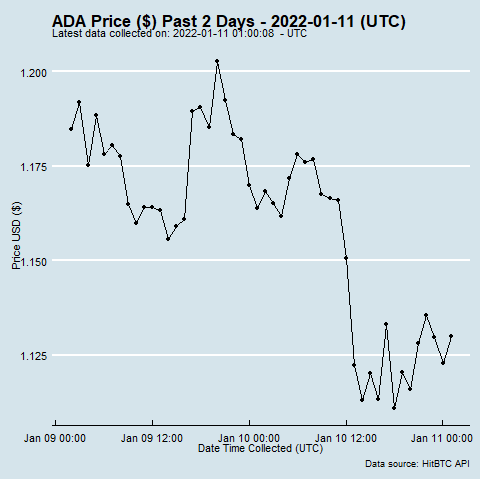 ADA Price ($) Past 2 Days - 2022-01-11 (UTC)
Latest data collected on: 2022-01-11 01:00:08 - UTC
1.200
1.175
1.150
1.125
Price USD ($)
Jan 09 00:00 Jan 09 12:00 Jan 10 00:00 Jan 10 12:00 Jan 11 00:00
Date Time Collected (UTC)
Data source: HitBTC API